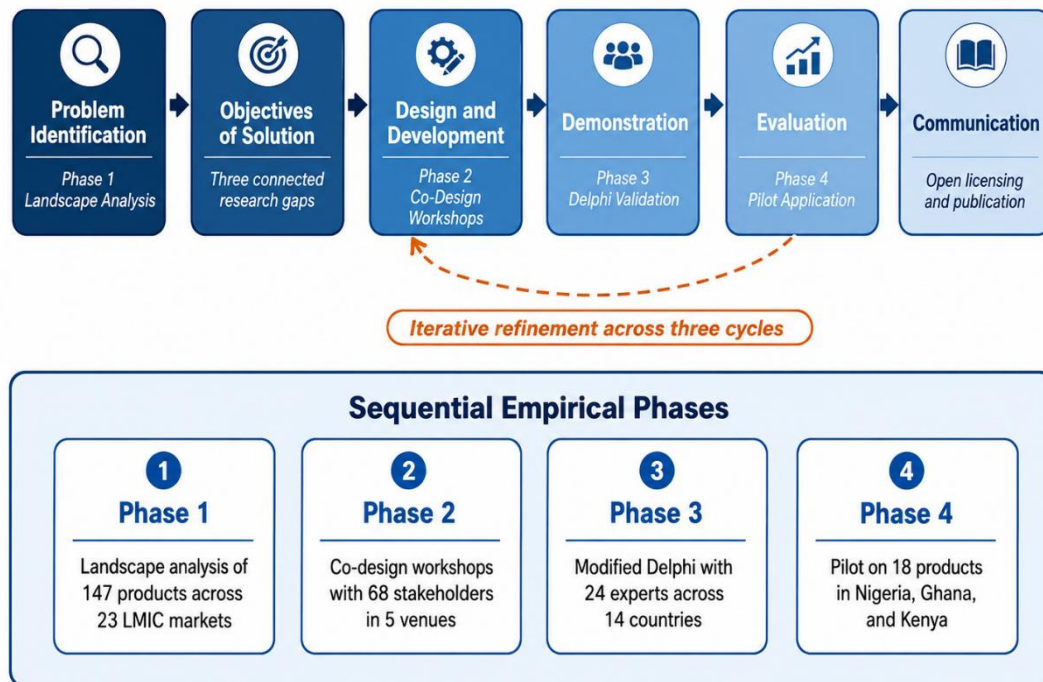 Problem
Identification
Phase 1
Landscape Analysis
Objectives
of Solution
Three connected
research gaps
Design and
Development
Phase 2
Co-Design
Workshops
Demonstration
Phase 3
Delphi Validation
Evaluation
Phase 4
Pilot Application
Communication
Open licensing
and publication
Iterative refinement across three cycles
Sequential Empirical Phases
1
Phase 1
Landscape analysis of
147 products across
23 LMIC markets
2
Phase 2
Co-design workshops
with 68 stakeholders
in 5 venues
3
Phase 3
Modified Delphi with
24 experts across
14 countries
4
Phase 4
Pilot on 18 products
in Nigeria, Ghana,
and Kenya